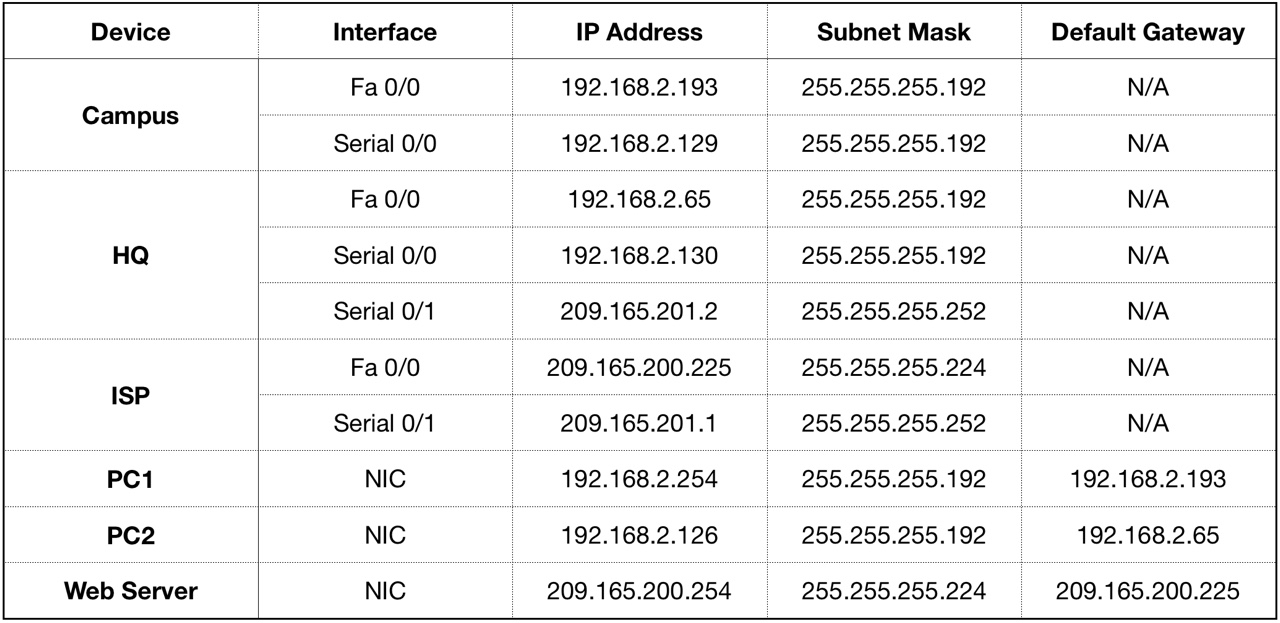 Device Interface IP Address Subnet Mask Default Gateway
Campus Fa 0/0 192.168.2.193 255.255.255.192 N/A
Serial 0/0 192.168.2.129 255.255.255.192 N/A
HQ Fa 0/0 192.168.2.65 255.255.255.192 N/A
Serial 0/0 192.168.2.130 255.255.255.192 N/A
Serial 0/1 209.165.201.2 255.255.255.252 N/A
ISP Fa 0/0 209.165.200.225 255.255.255.224 N/A
Serial 0/1 209.165.201.1 255.255.255.252 N/A
PC1 NIC 192.168.2.254 255.255.255.192 192.168.2.193
PC2 NIC 192.168.2.126 255.255.255.192 192.168.2.65
Web Server NIC 209.165.200.254 255.255.255.224 209.165.200.225